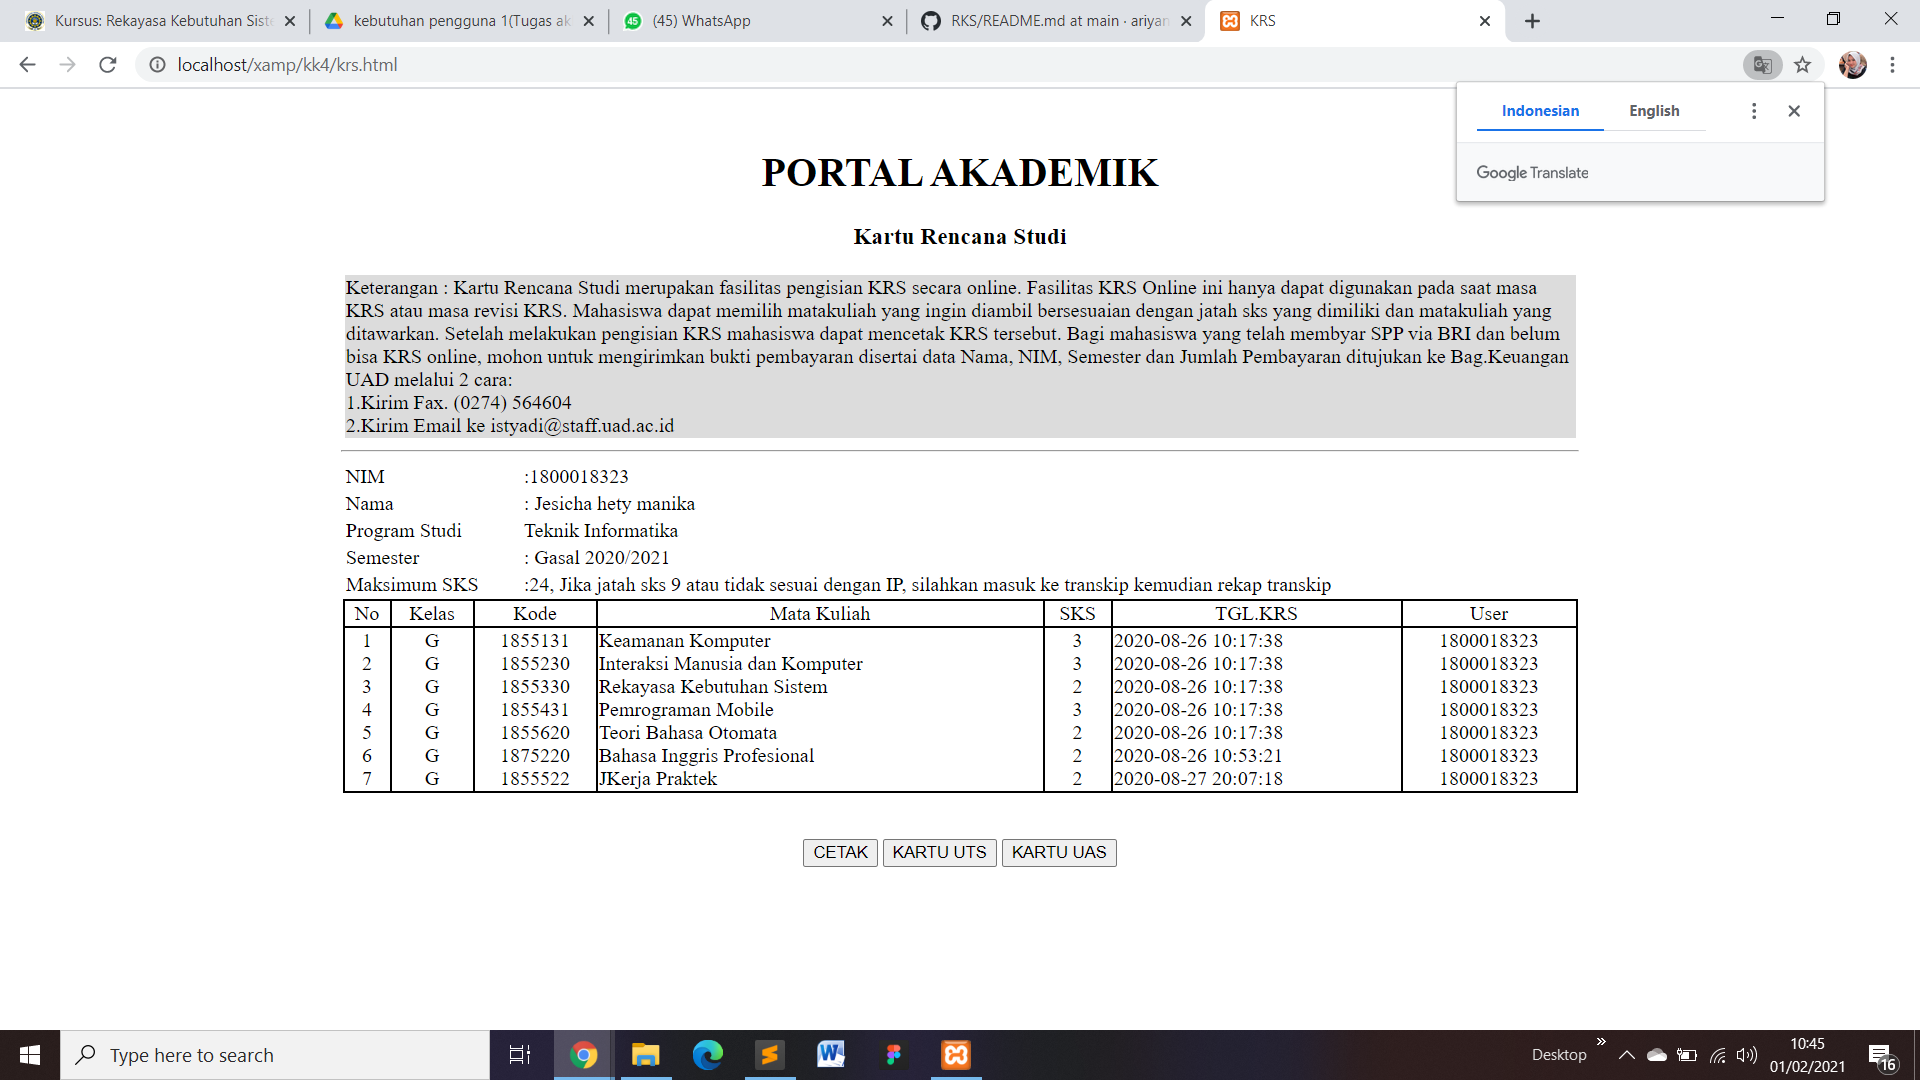 Kursus: Rekayasa Kebutuhan Siste
kebutuhan pengguna 1(Tugas ak
45
(45) WhatsApp
RKS/README.md at main · ariyan
KRS
localhost/xamp/kk4/krs.html
Indonesian English
Google Translate
PORTAL AKADEMIK
Kartu Rencana Studi
Keterangan : Kartu Rencana Studi merupakan fasilitas pengisian KRS secara online. Fasilitas KRS Online ini hanya dapat digunakan pada saat masa
KRS atau masa revisi KRS. Mahasiswa dapat memilih matakuliah yang ingin diambil bersesuaian dengan jatah sks yang dimiliki dan matakuliah yang
ditawarkan. Setelah melakukan pengisian KRS mahasiswa dapat mencetak KRS tersebut. Bagi mahasiswa yang telah membyar SPP via BRI dan belum
bisa KRS online, mohon untuk mengirimkan bukti pembayaran disertai data Nama, NIM, Semester dan Jumlah Pembayaran ditujukan ke Bag.Keuangan
UAD melalui 2 cara:
1.Kirim Fax. (0274) 564604
2.Kirim Email ke istyadi@staff.uad.ac.id
NIM :1800018323
Nama : Jesicha hety manika
Program Studi Teknik Informatika
Semester : Gasal 2020/2021
Maksimum SKS :24, Jika jatah sks 9 atau tidak sesuai dengan IP, silahkan masuk ke transkip kemudian rekap transkip
No Kelas Kode Mata Kuliah SKS TGL.KRS User
1 G 1855131 Keamanan Komputer 3 2020-08-26 10:17:38 1800018323
2 G 1855230 Interaksi Manusia dan Komputer 3 2020-08-26 10:17:38 1800018323
3 G 1855330 Rekayasa Kebutuhan Sistem 2 2020-08-26 10:17:38 1800018323
4 G 1855431 Pemrograman Mobile 3 2020-08-26 10:17:38 1800018323
5 G 1855620 Teori Bahasa Otomata 2 2020-08-26 10:17:38 1800018323
6 G 1875220 Bahasa Inggris Profesional 2 2020-08-26 10:53:21 1800018323
7 G 1855522 JKerja Praktek 2 2020-08-27 20:07:18 1800018323
CETAK KARTU UTS KARTU UAS
Type here to search
Desktop
10:45
01/02/2021
16